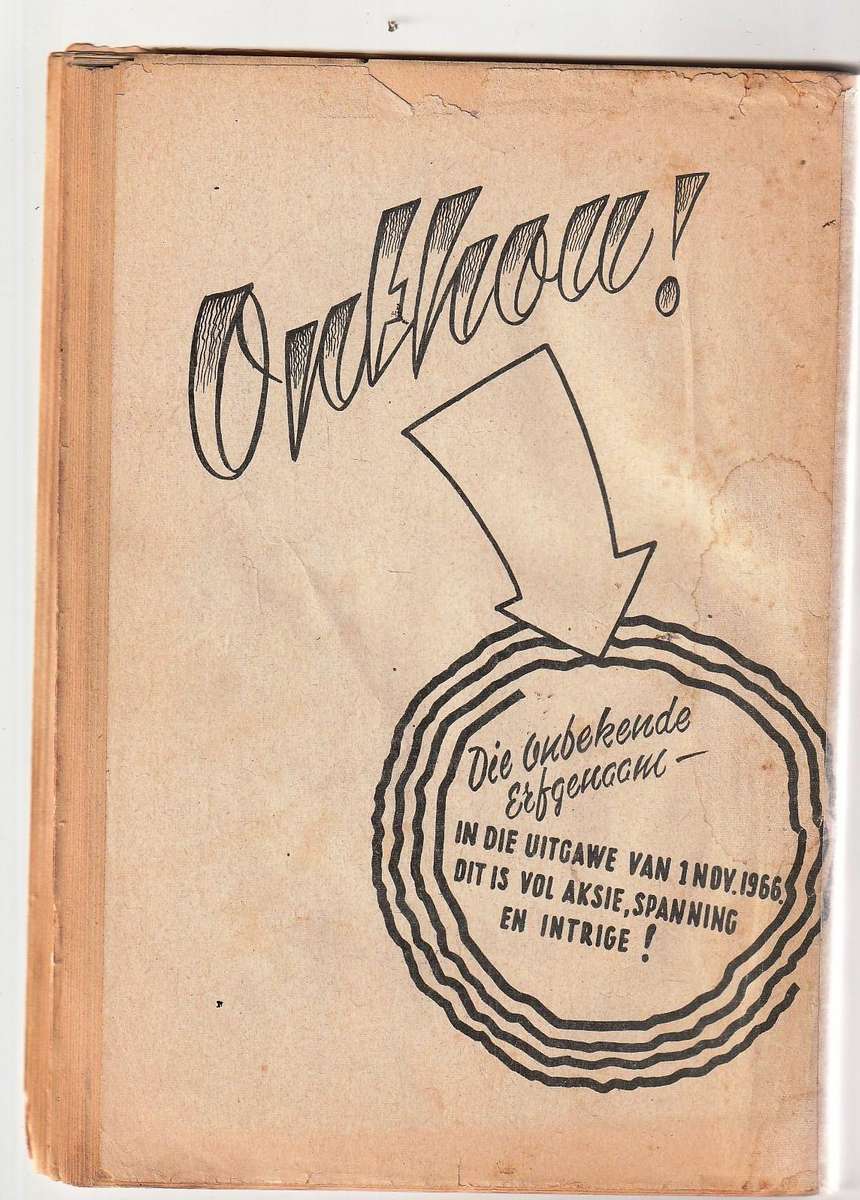 Onthou!
Die Onbekende
Erfgenaam —
IN DIE UITGAWE VAN 1 NOV. 1966.
DIT IS VOL AKSIE, SPANNING
EN INTRIGE!